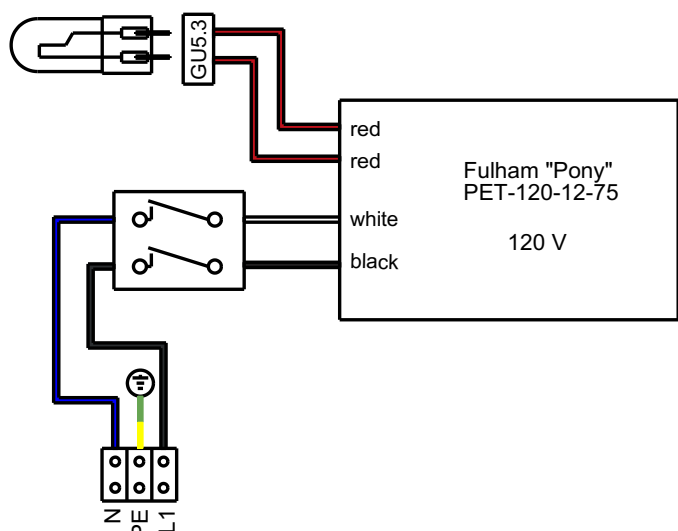 GU5.3
red
red
Fulham "Pony"
PET-120-12-75
white
120 V
black
N
PE
L1